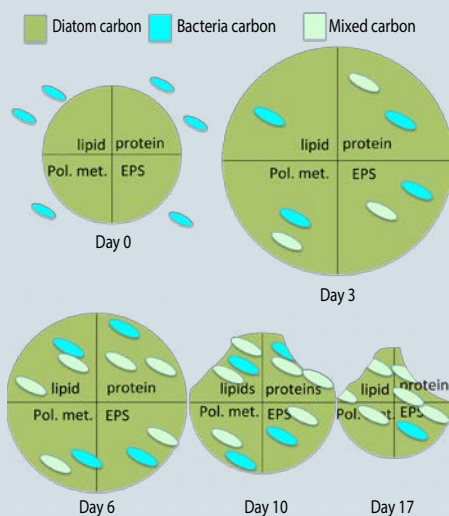 Diatom carbon Bacteria carbon Mixed carbon
lipid protein
Pol. met. EPS
Day 0
lipid protein
Pol. met. EPS
Day 3
lipid protein
Pol. met. EPS
Day 6
lipids proteins
Pol. met. EPS
Day 10
lipid protein
Pol. met. EPS
Day 17